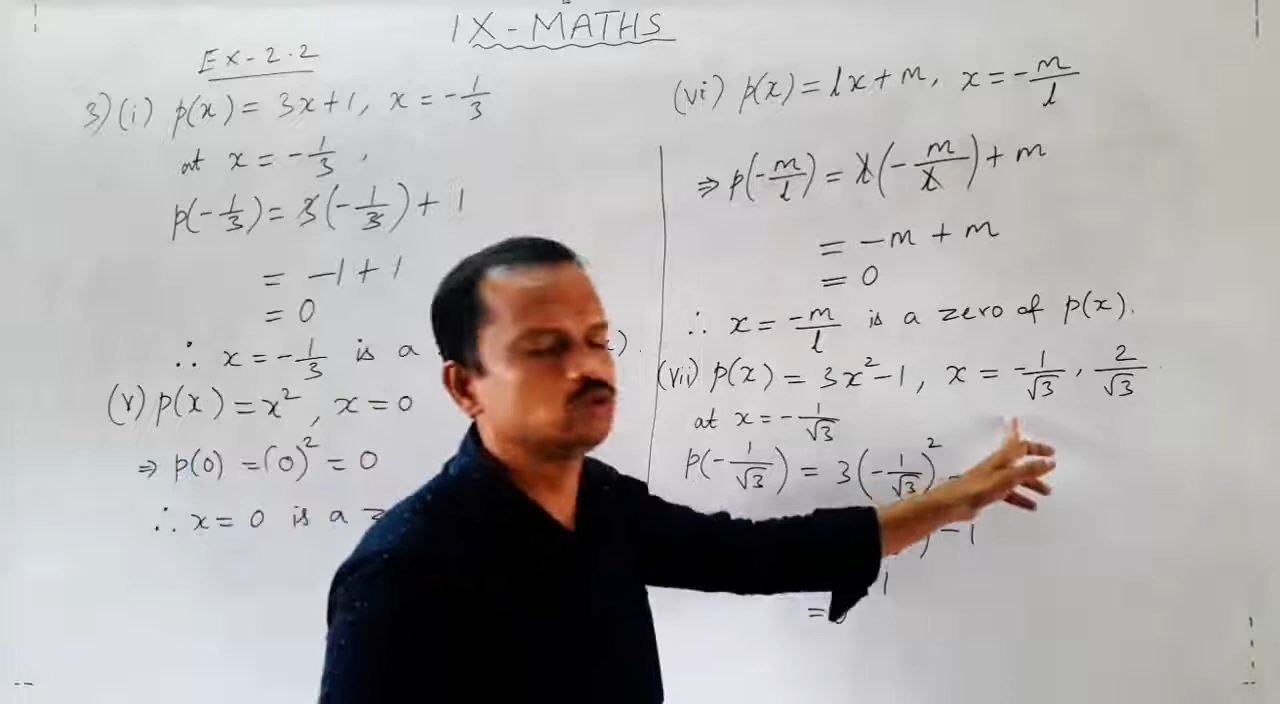 IX-MATHS
Ex-2.2
3)(i) p(x) = 3x+1, x = -1/3
at x = -1/3,
p(-1/3) = 3(-1/3) + 1
= -1+1
= 0
∴ x = -1/3 is a
(v) p(x) = x², x = 0
⇒ p(0) = (0)² = 0
∴ x = 0 is a
(vi) p(x) = lx+m, x = -m/l
⇒ p(-m/l) = l(-m/l) + m
= -m + m
= 0
∴ x = -m/l is a zero of p(x).
(vii) p(x) = 3x²-1, x = -1/√3, 2/√3
at x = -1/√3
p(-1/√3) = 3(-1/√3)² -
) - 1
1
=